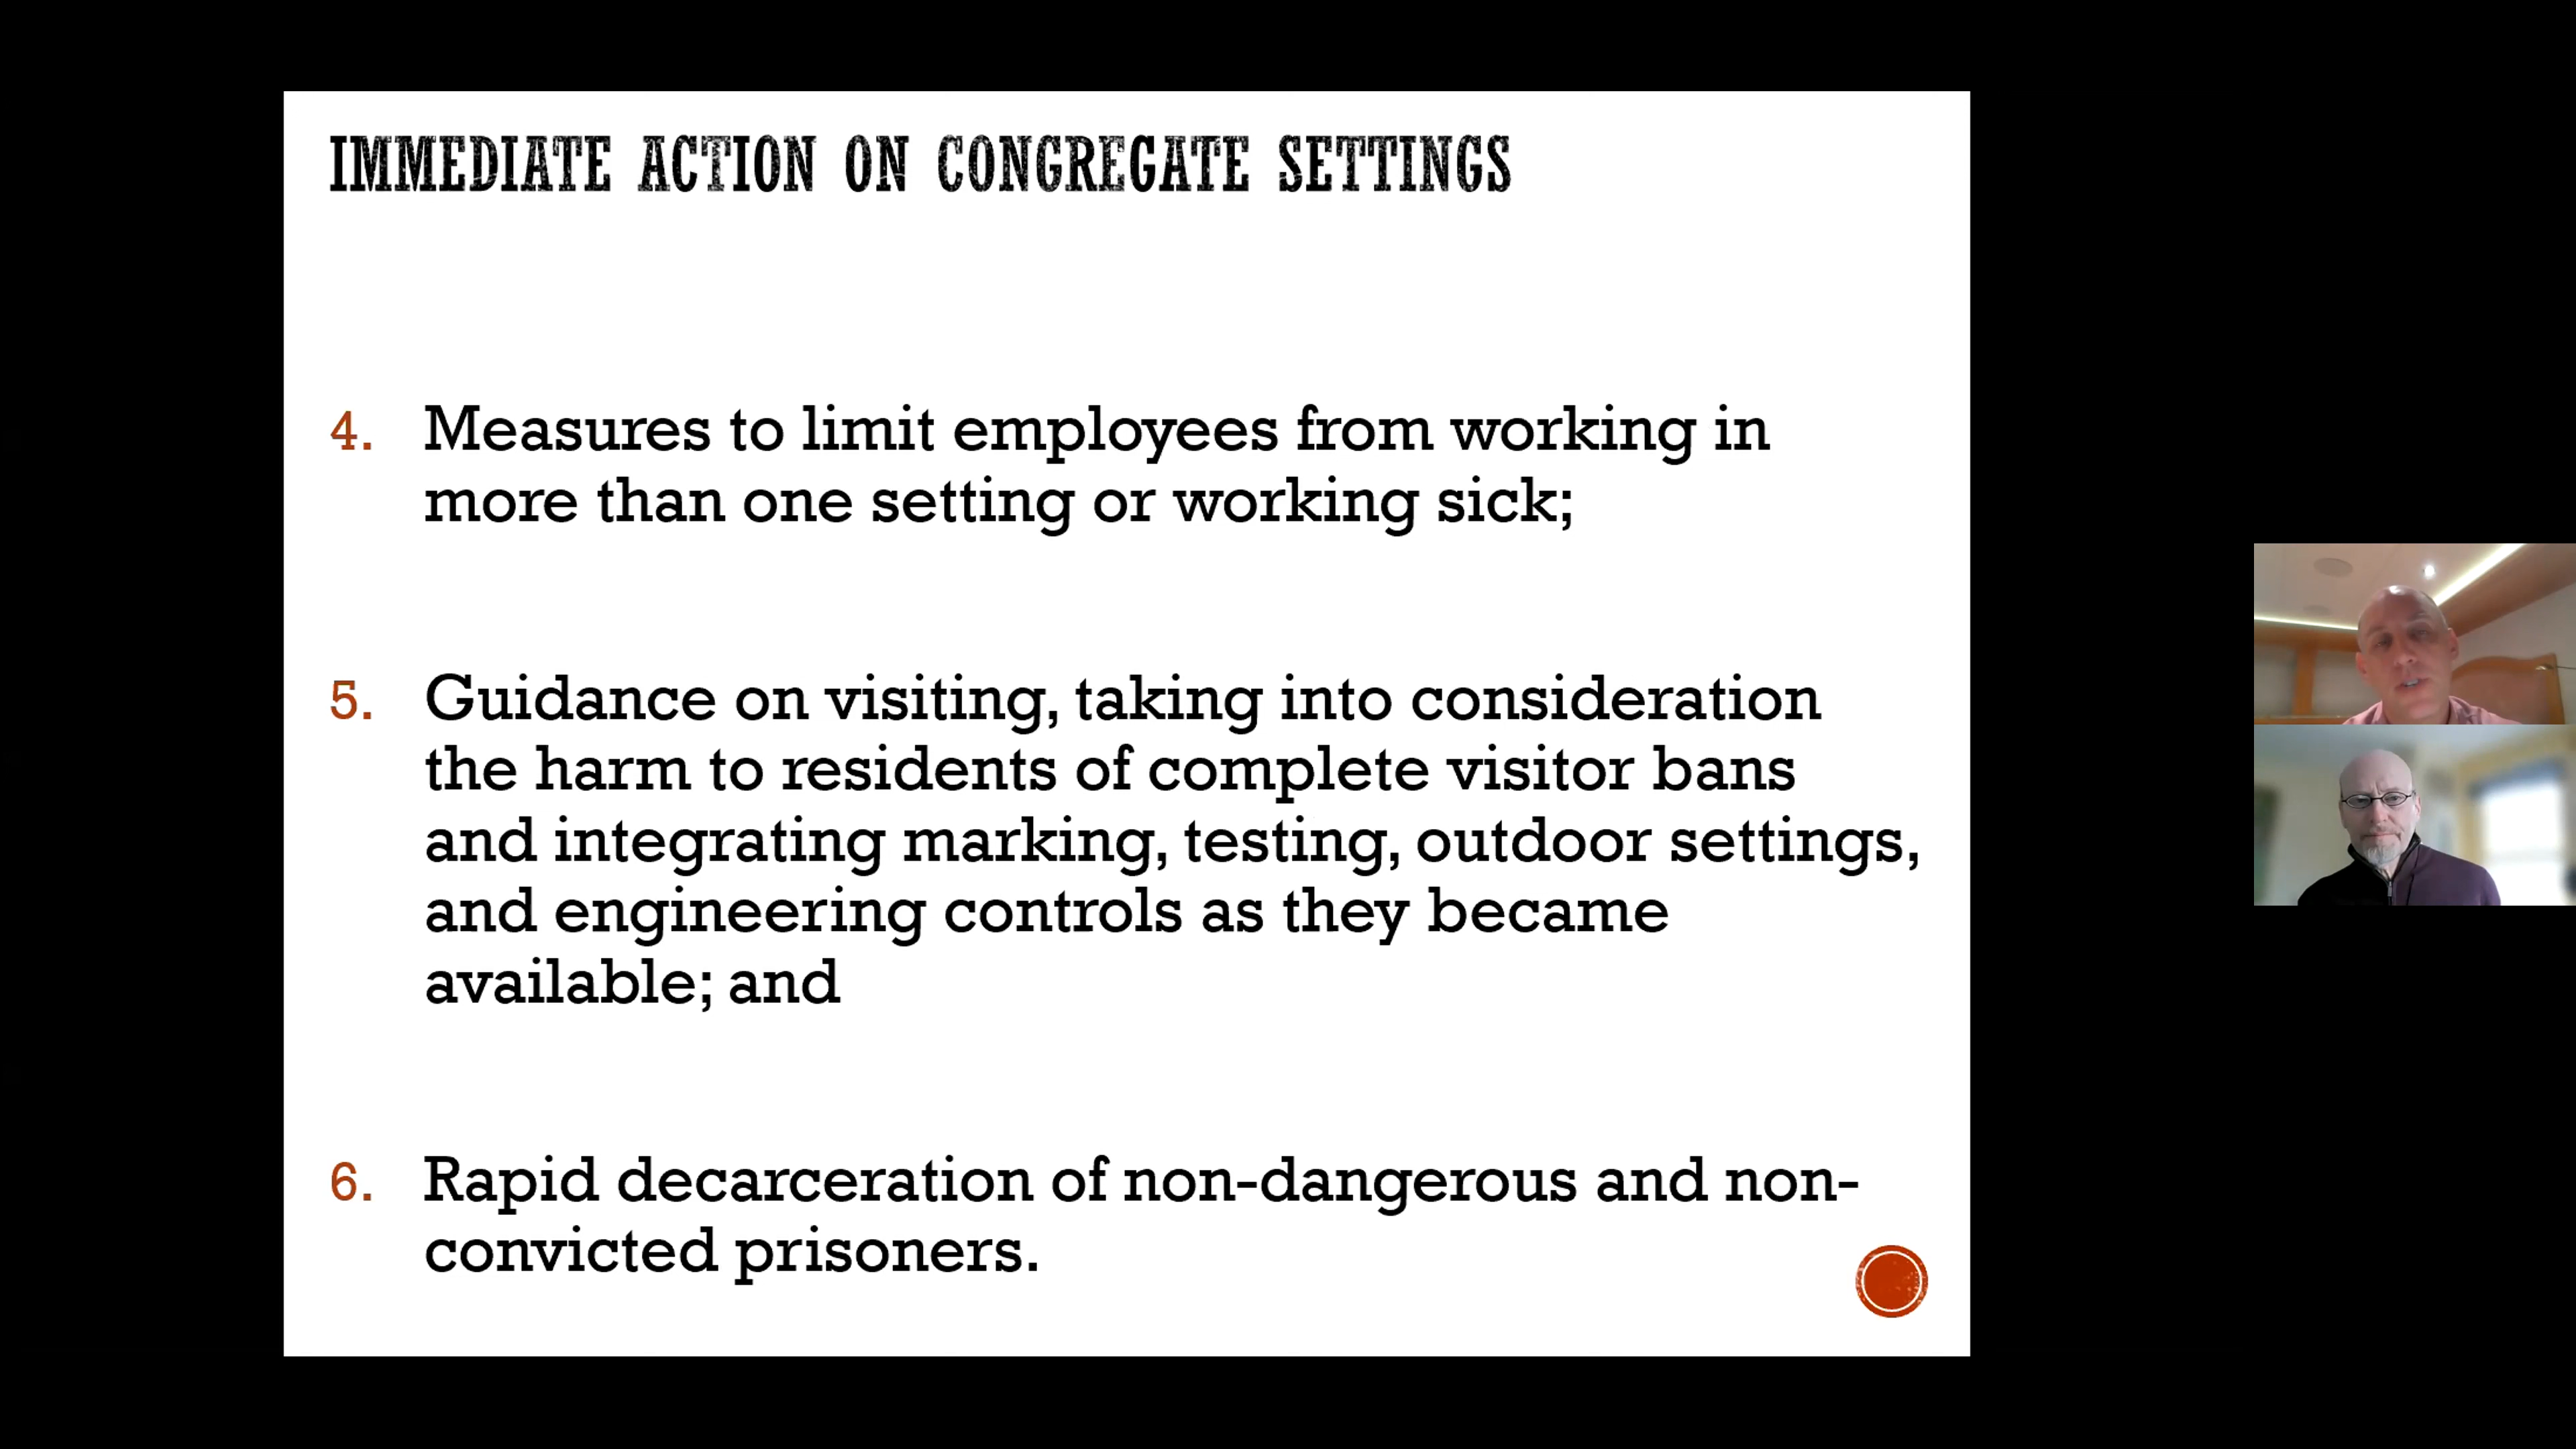 IMMEDIATE ACTION ON CONGREGATE SETTINGS
4. Measures to limit employees from working in
more than one setting or working sick;
5. Guidance on visiting, taking into consideration
the harm to residents of complete visitor bans
and integrating marking, testing, outdoor settings,
and engineering controls as they became
available; and
6. Rapid decarceration of non-dangerous and non-
convicted prisoners.